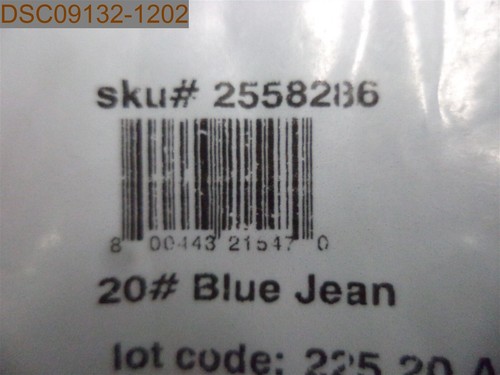 DSC09132-1202
sku# 2558286
8 00443 21547 0
20# Blue Jean
lot code: 225 20 A